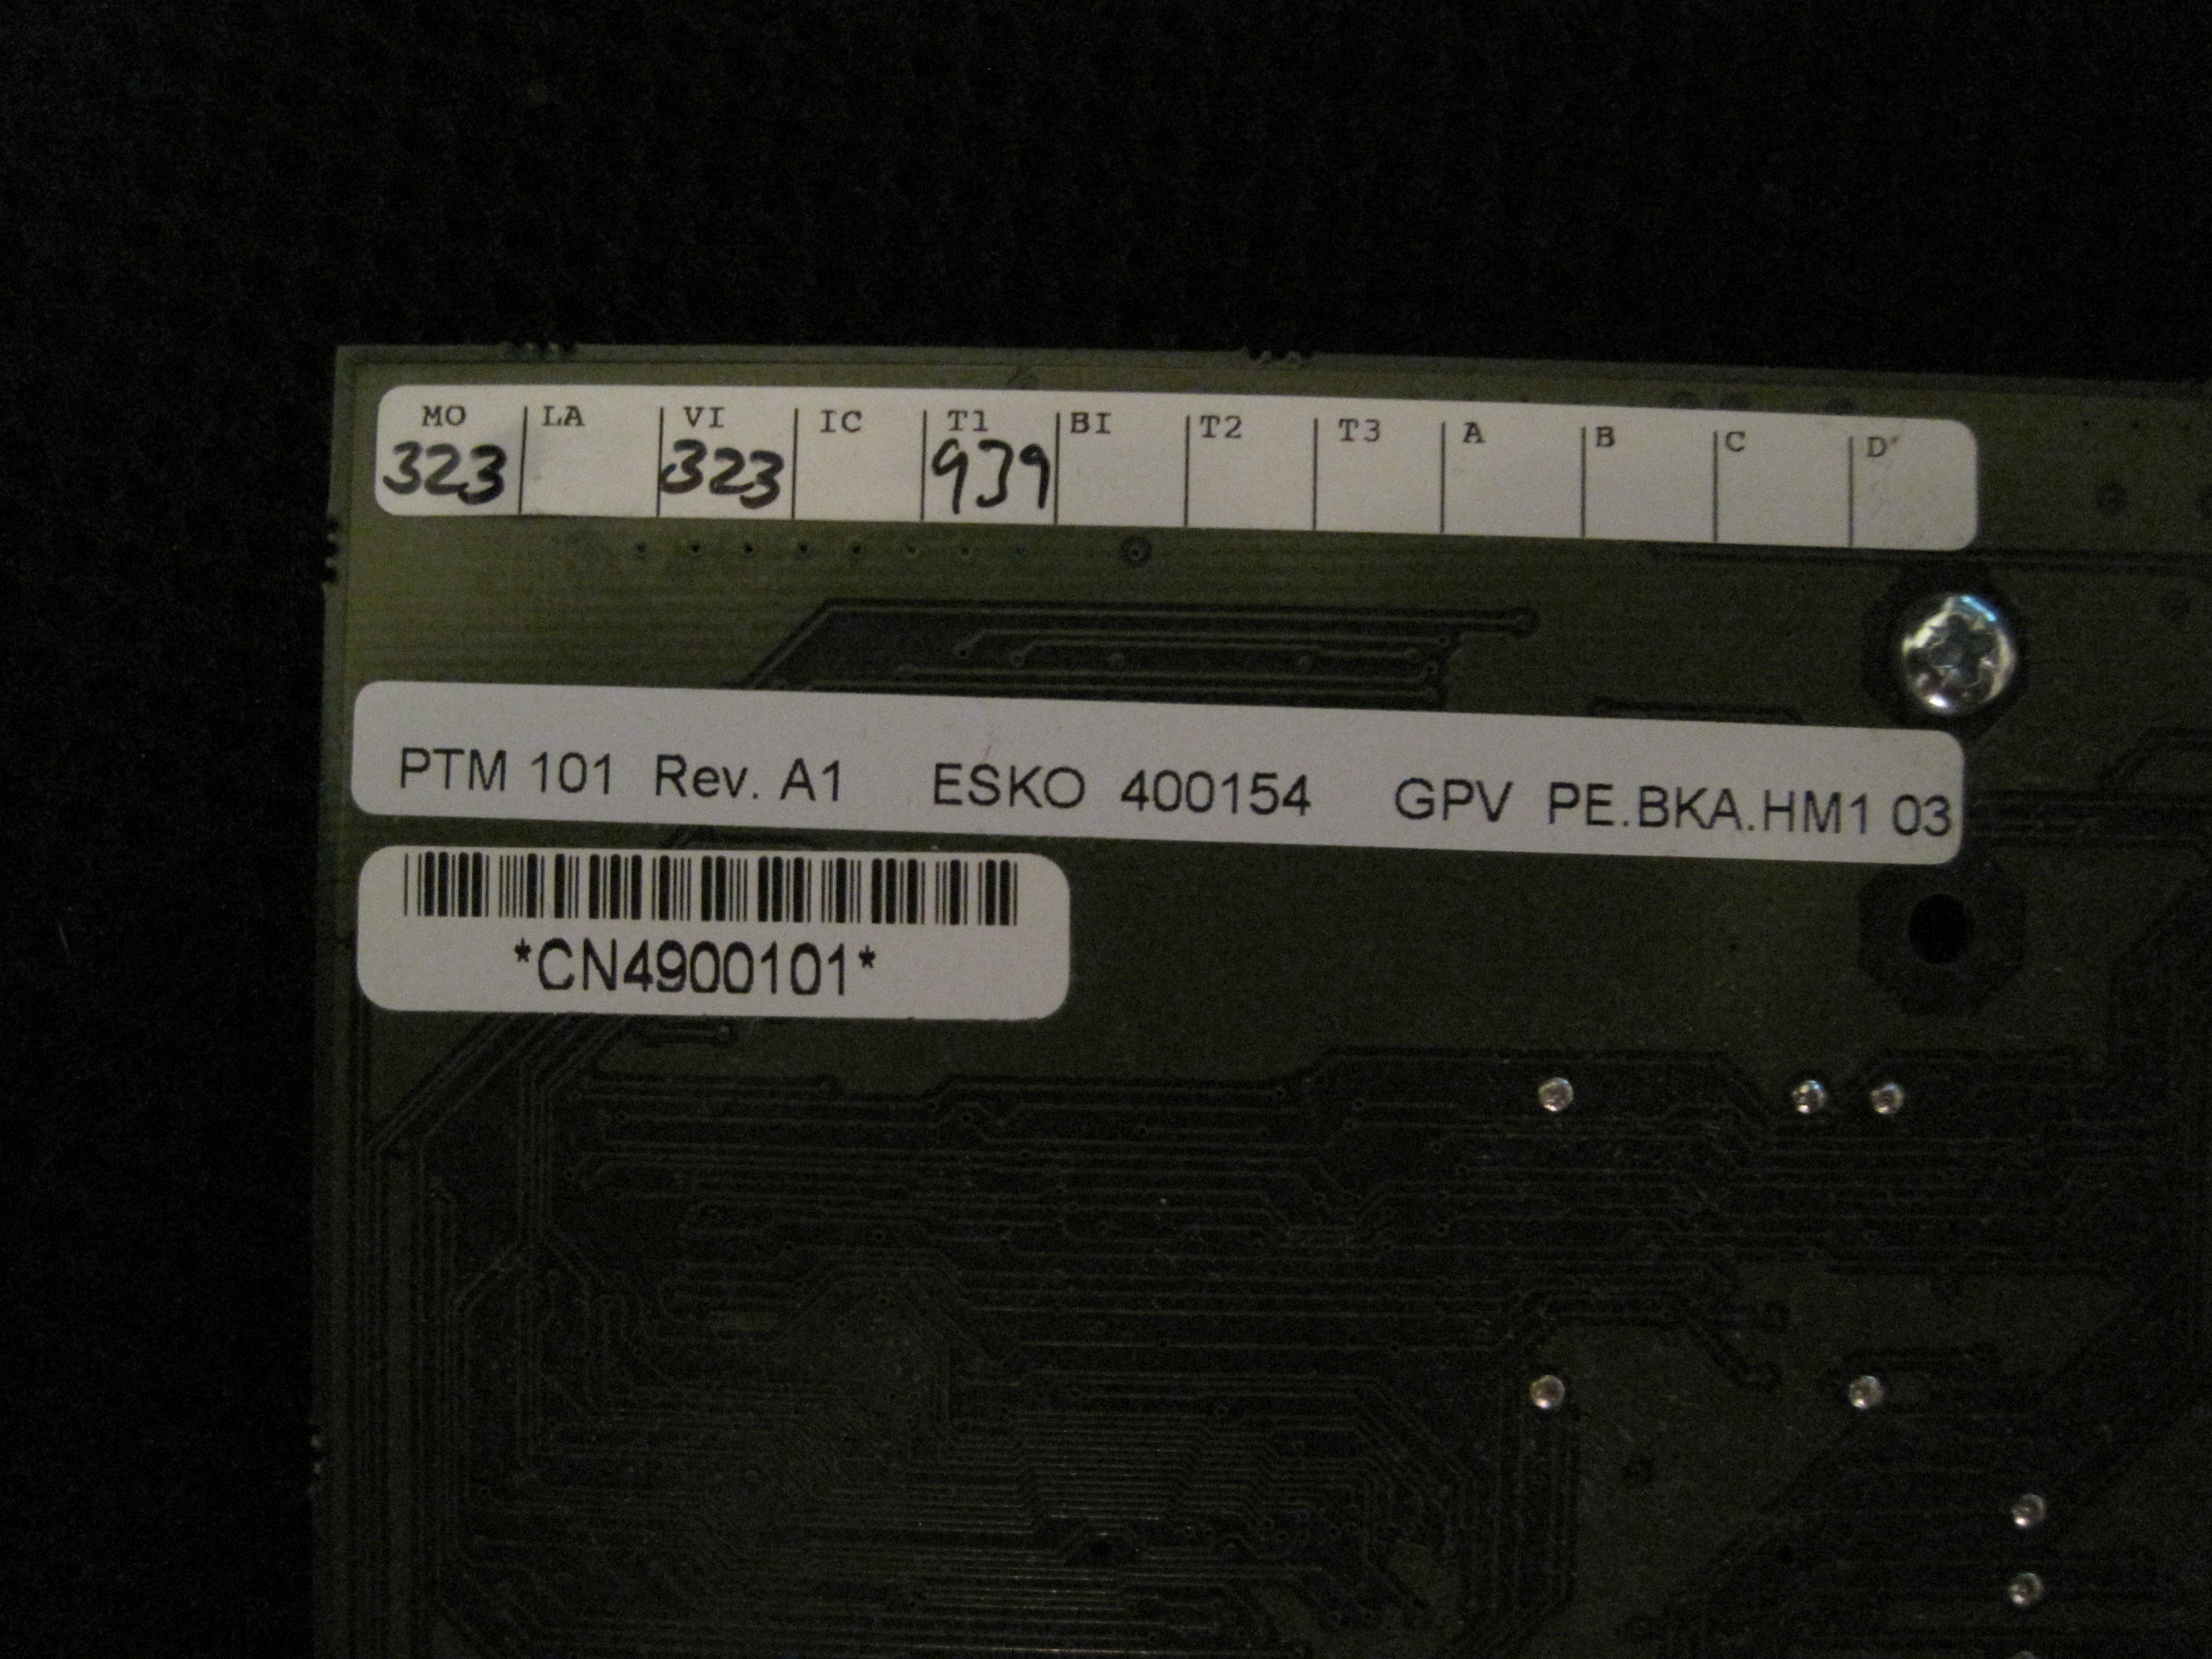 MO LA VI IC T1 BI T2 T3 A B C D
323 323 939
PTM 101 Rev. A1 ESKO 400154 GPV PE.BKA.HM1 03
*CN4900101*